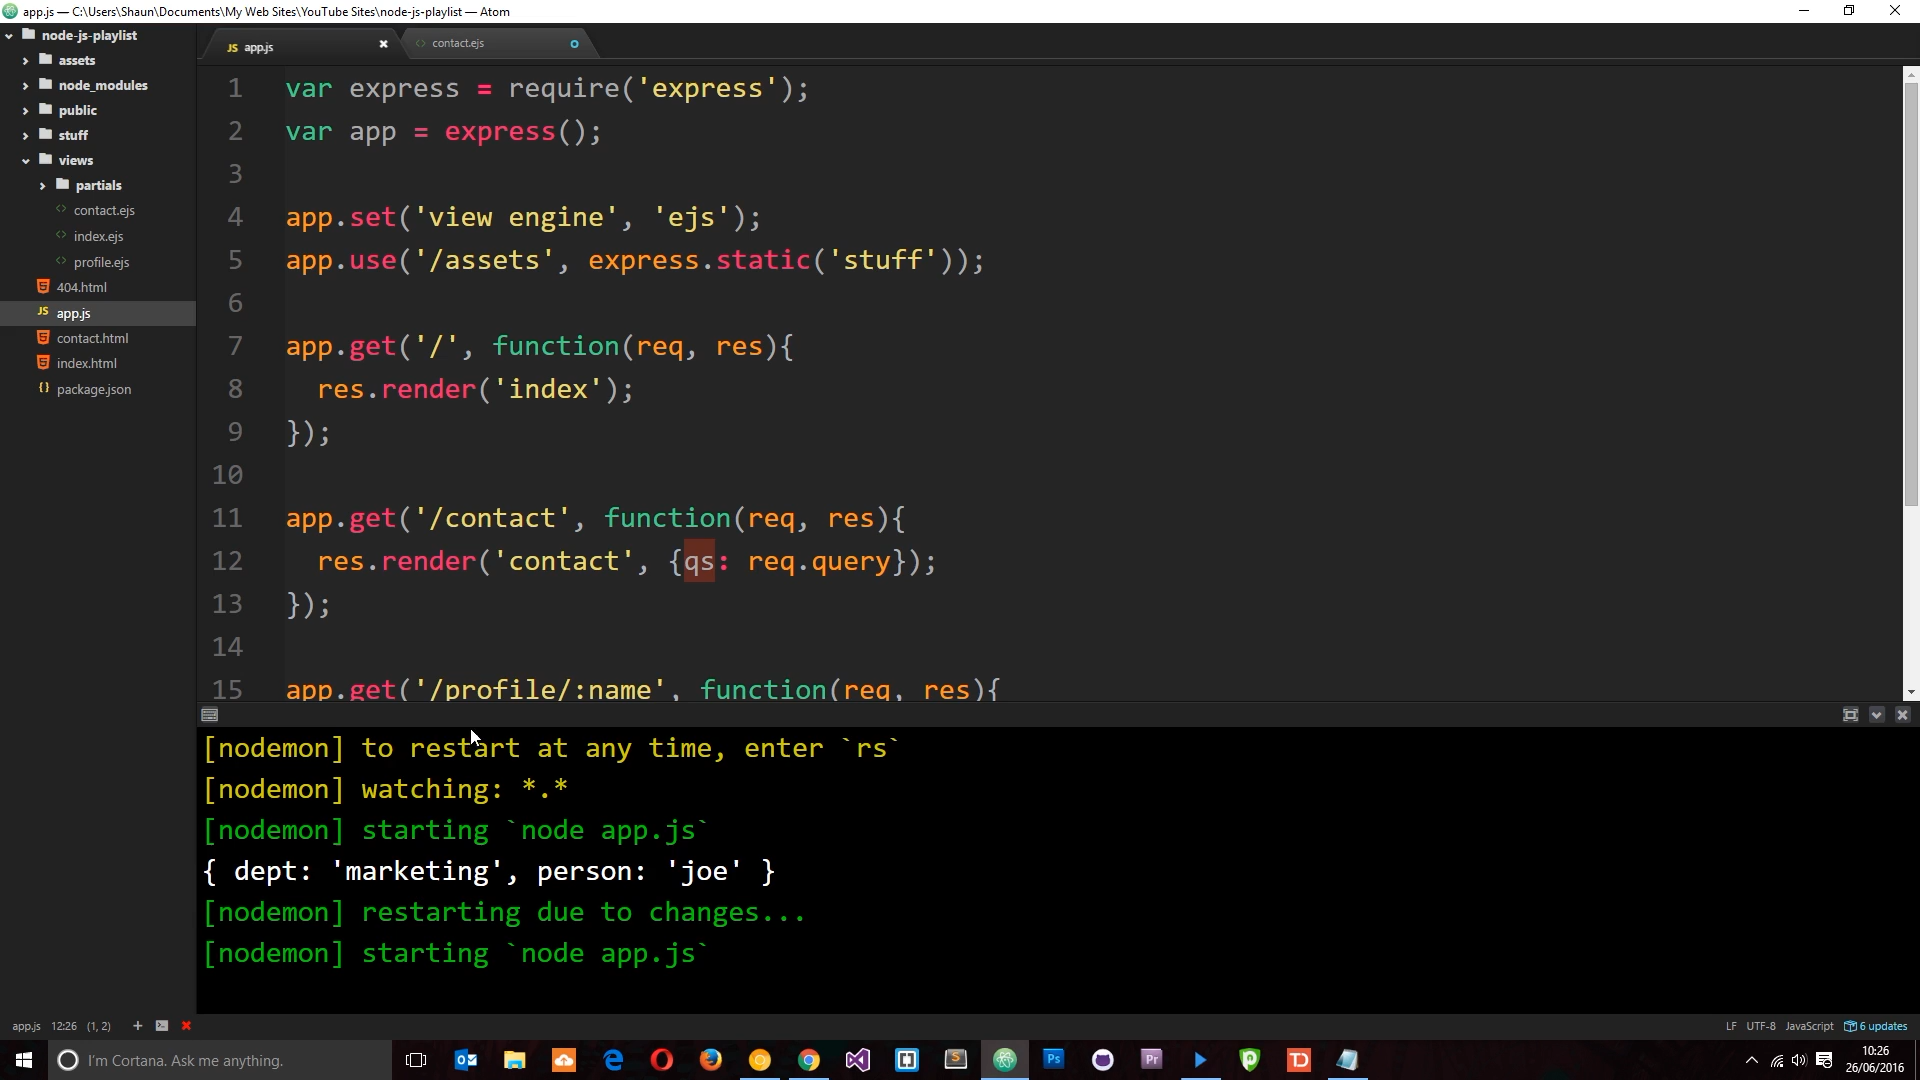 app.js — C:\Users\Shaun\Documents\My Web Sites\YouTube Sites\node-js-playlist — Atom
node-js-playlist
assets
node_modules
public
stuff
views
partials
contact.ejs
index.ejs
profile.ejs
404.html
JS app.js
contact.html
index.html
{} package.json
JS app.js
contact.ejs
1 var express = require('express');
2 var app = express();
3
4 app.set('view engine', 'ejs');
5 app.use('/assets', express.static('stuff'));
6
7 app.get('/', function(req, res){
8 res.render('index');
9 });
10
11 app.get('/contact', function(req, res){
12 res.render('contact', {qs: req.query});
13 });
14
15 app.get('/profile/:name', function(req, res){
[nodemon] to restart at any time, enter `rs`
[nodemon] watching: *.*
[nodemon] starting `node app.js`
{ dept: 'marketing', person: 'joe' }
[nodemon] restarting due to changes...
[nodemon] starting `node app.js`
app.js 12:26 (1, 2)
LF UTF-8 JavaScript 6 updates
I'm Cortana. Ask me anything.
Ps
Pr
TD
S
10:26
26/06/2016